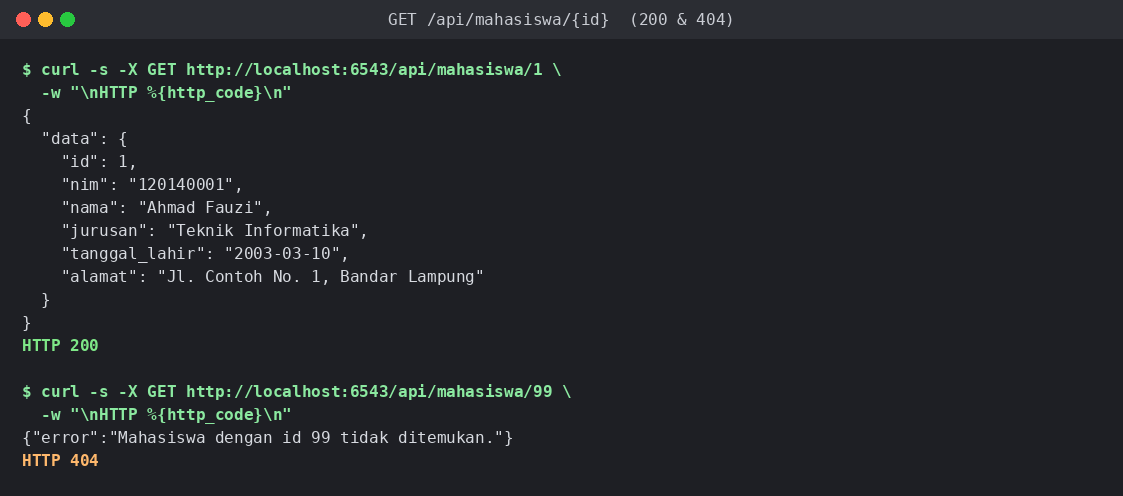 GET /api/mahasiswa/{id}  (200 & 404)
$ curl -s -X GET http://localhost:6543/api/mahasiswa/1 \
  -w "\nHTTP %{http_code}\n"
{
  "data": {
    "id": 1,
    "nim": "120140001",
    "nama": "Ahmad Fauzi",
    "jurusan": "Teknik Informatika",
    "tanggal_lahir": "2003-03-10",
    "alamat": "Jl. Contoh No. 1, Bandar Lampung"
  }
}
HTTP 200
$ curl -s -X GET http://localhost:6543/api/mahasiswa/99 \
  -w "\nHTTP %{http_code}\n"
{"error":"Mahasiswa dengan id 99 tidak ditemukan."}
HTTP 404